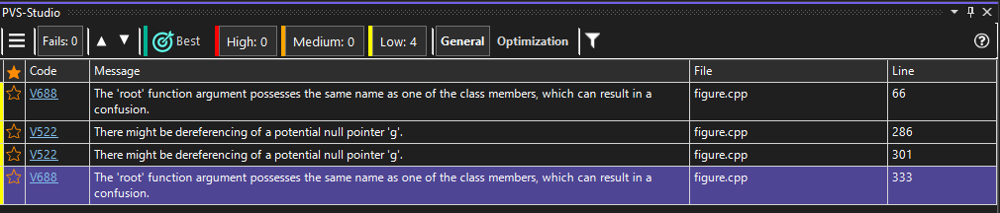 PVS-Studio
Fails: 0 Best High: 0 Medium: 0 Low: 4 General Optimization
Code Message File Line
V688 The 'root' function argument possesses the same name as one of the class members, which can result in a figure.cpp 66
confusion.
V522 There might be dereferencing of a potential null pointer 'g'. figure.cpp 286
V522 There might be dereferencing of a potential null pointer 'g'. figure.cpp 301
V688 The 'root' function argument possesses the same name as one of the class members, which can result in a figure.cpp 333
confusion.